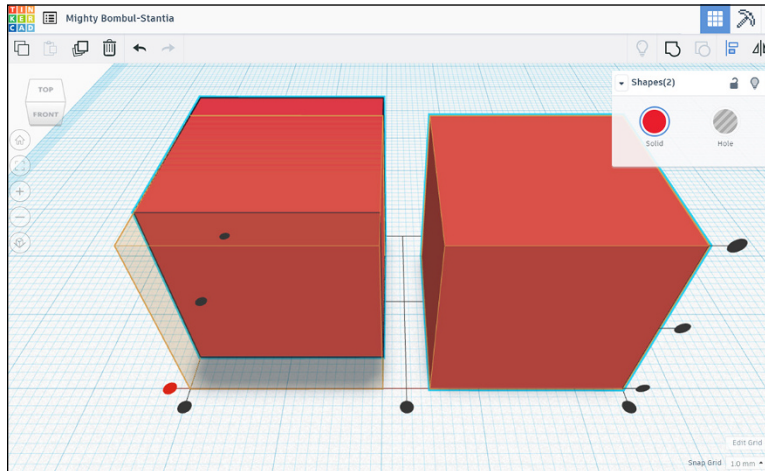 TIN
KER
CAD
Mighty Bombul-Stantia
Shapes(2)
Solid
Hole
TOP
FRONT
Edit Grid
Snap Grid 1.0 mm